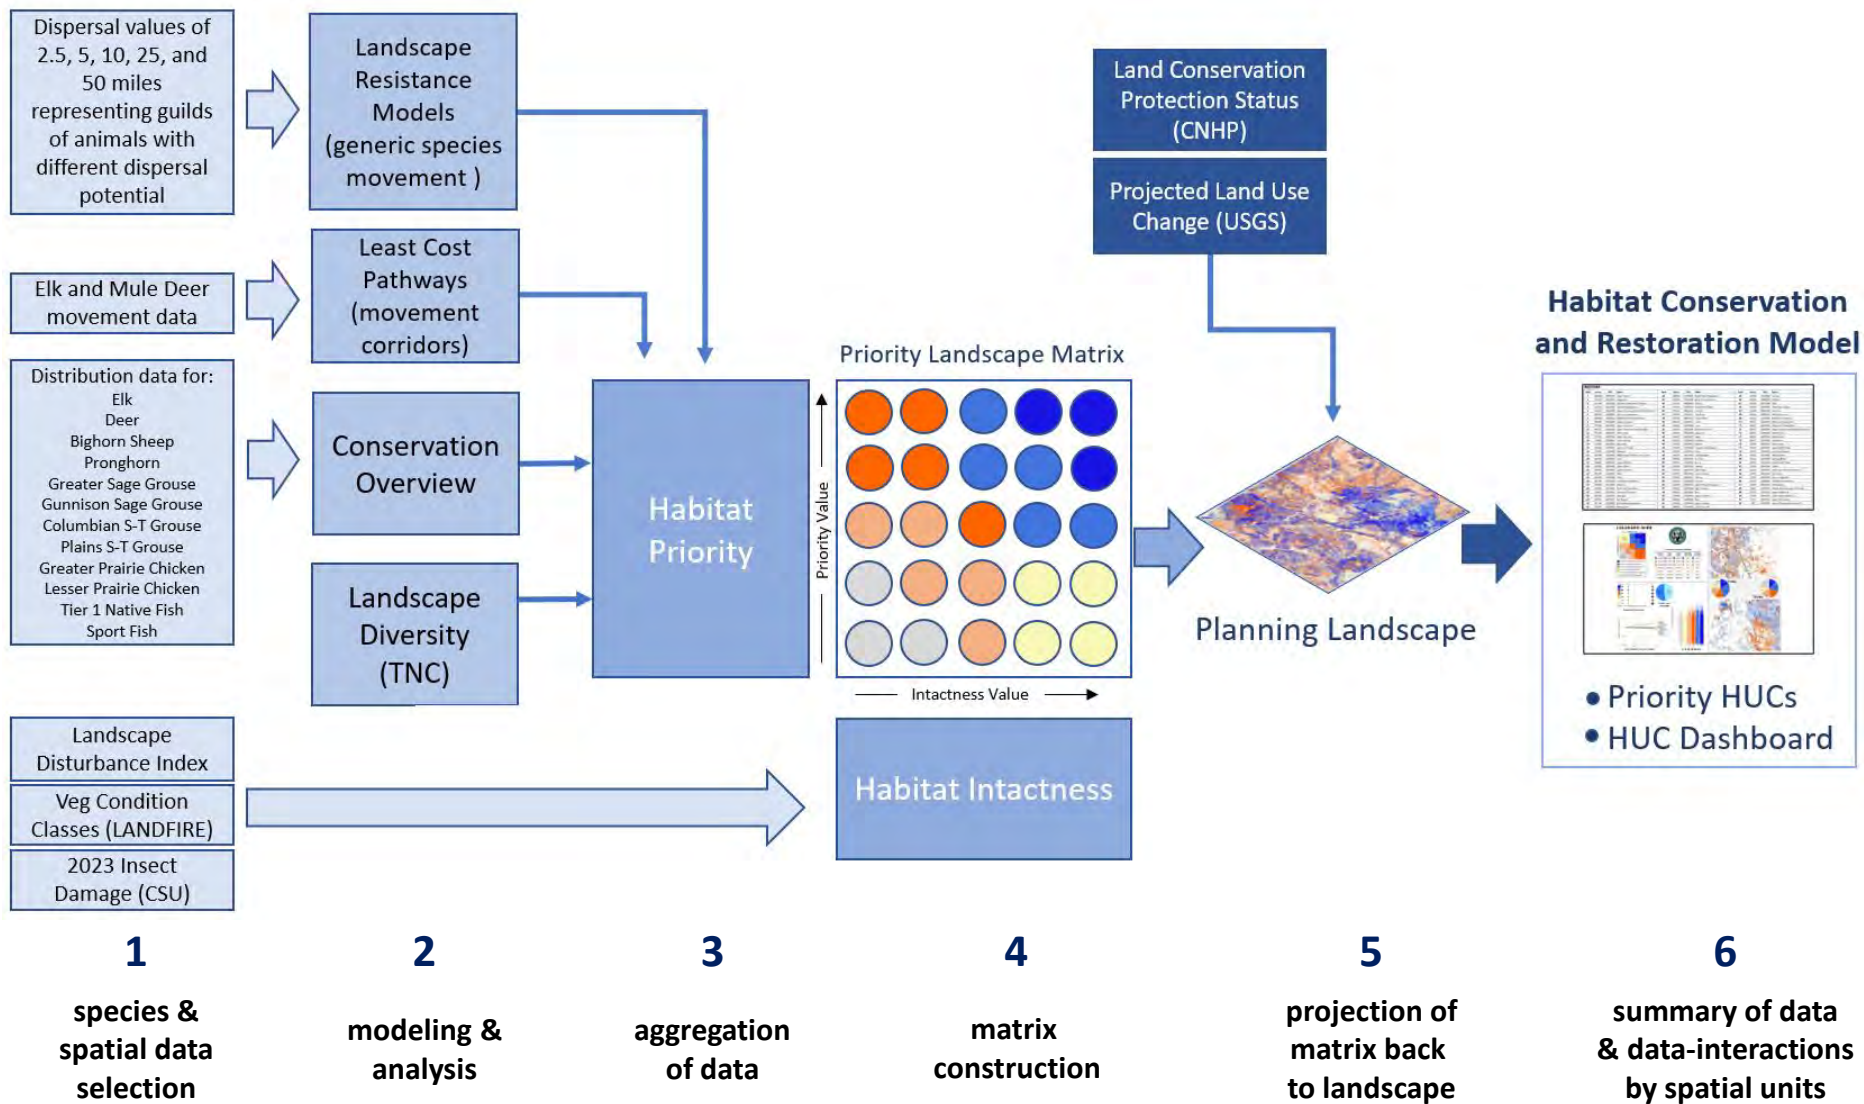 Dispersal values of
2.5, 5, 10, 25, and
50 miles
representing guilds
of animals with
different dispersal
potential
Landscape
Resistance
Models
(generic species
movement )
Elk and Mule Deer
movement data
Least Cost
Pathways
(movement
corridors)
Distribution data for:
Elk
Deer
Bighorn Sheep
Pronghorn
Greater Sage Grouse
Gunnison Sage Grouse
Columbian S-T Grouse
Plains S-T Grouse
Greater Prairie Chicken
Lesser Prairie Chicken
Tier 1 Native Fish
Sport Fish
Conservation
Overview
Landscape
Diversity
(TNC)
Landscape
Disturbance Index
Veg Condition
Classes (LANDFIRE)
2023 Insect
Damage (CSU)
Habitat
Priority
Priority Landscape Matrix
Priority Value
Intactness Value
Habitat Intactness
Land Conservation
Protection Status
(CNHP)
Projected Land Use
Change (USGS)
Planning Landscape
Habitat Conservation
and Restoration Model
• Priority HUCs
• HUC Dashboard
1
species &
spatial data
selection
2
modeling &
analysis
3
aggregation
of data
4
matrix
construction
5
projection of
matrix back
to landscape
6
summary of data
& data-interactions
by spatial units